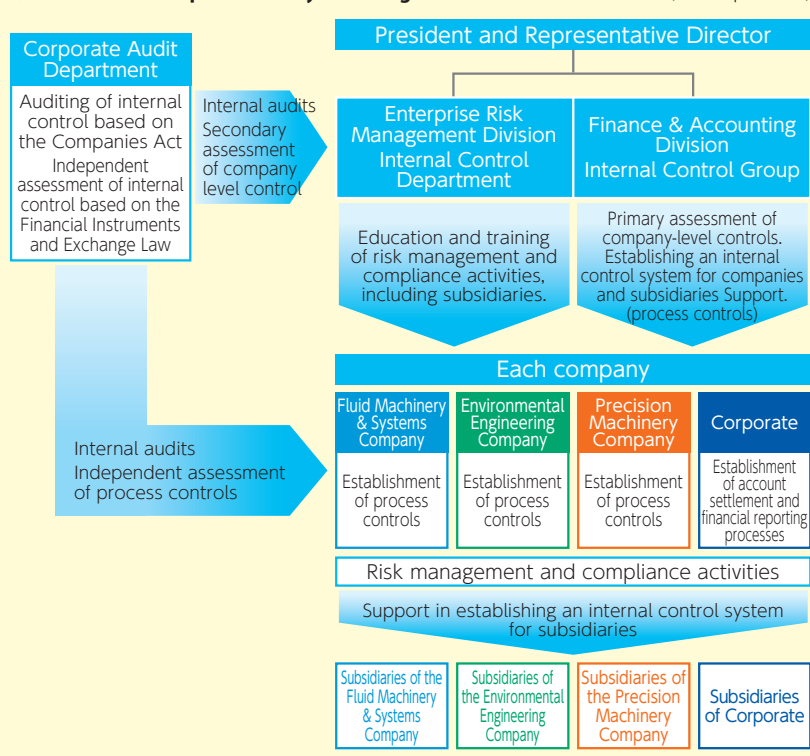 President and Representative Director
Corporate Audit
Department
Auditing of internal
control based on
the Companies Act
Independent
assessment of internal
control based on the
Financial Instruments
and Exchange Law
Internal audits
Secondary
assessment
of company
level control
Enterprise Risk
Management Division
Internal Control
Department
Finance & Accounting
Division
Internal Control Group
Education and training
of risk management and
compliance activities,
including subsidiaries.
Primary assessment of
company-level controls.
Establishing an internal
control system for companies
and subsidiaries Support.
(process controls)
Internal audits
Independent assessment
of process controls
Each company
Fluid Machinery
& Systems
Company
Establishment
of process
controls
Environmental
Engineering
Company
Establishment
of process
controls
Precision
Machinery
Company
Establishment
of process
controls
Corporate
Establishment
of account
settlement and
financial reporting
processes
Risk management and compliance activities
Support in establishing an internal control system
for subsidiaries
Subsidiaries of the
Fluid Machinery
& Systems
Company
Subsidiaries of
the Environmental
Engineering
Company
Subsidiaries of
the Precision
Machinery
Company
Subsidiaries
of Corporate